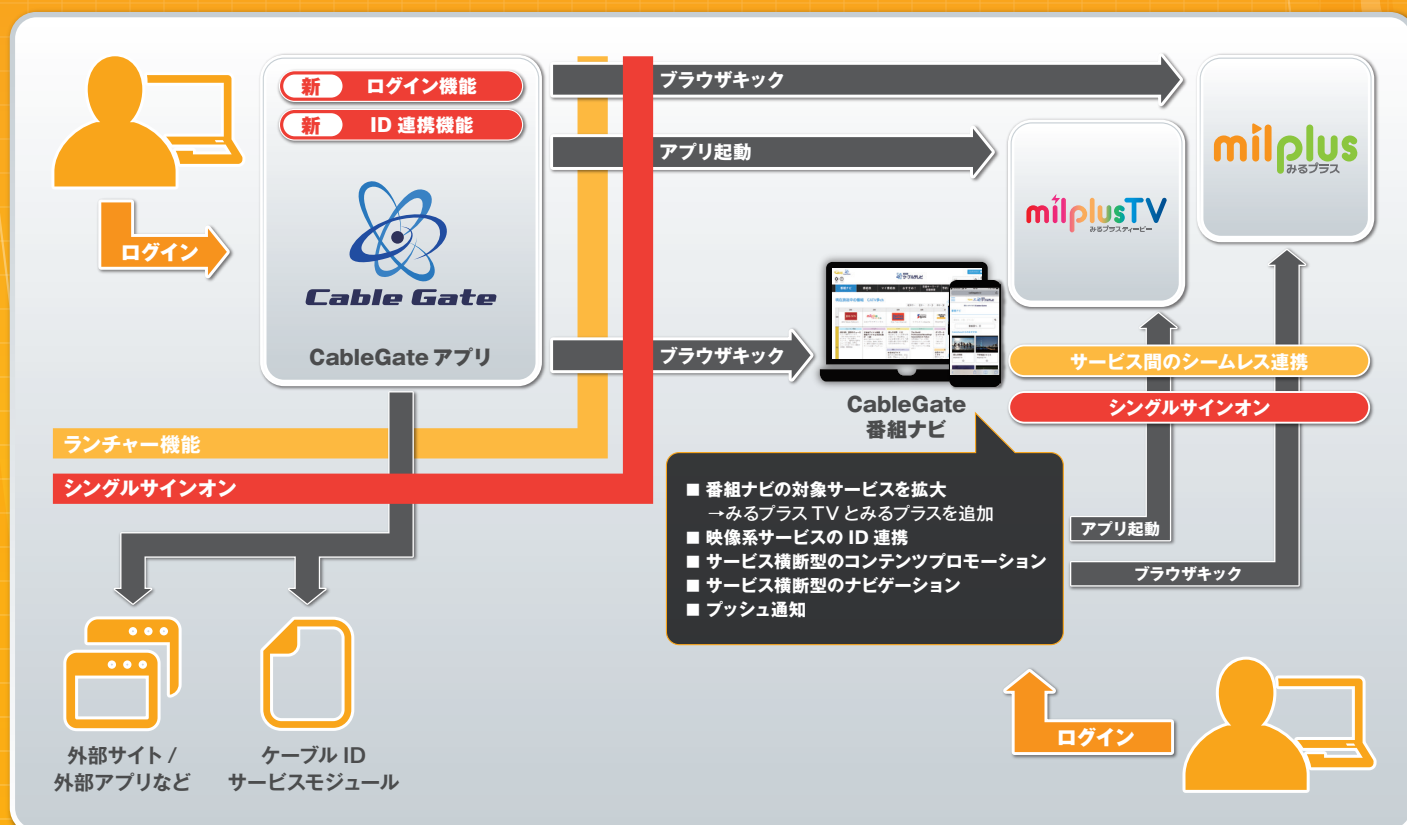 新 ログイン機能
新 ID 連携機能
Cable Gate
CableGate アプリ
ログイン
ブラウザキック
アプリ起動
ブラウザキック
milplusTV
みるプラスティービー
milplus
みるプラス
CableGate
番組ナビ
サービス間のシームレス連携
シングルサインオン
ランチャー機能
シングルサインオン
■ 番組ナビの対象サービスを拡大
→みるプラス TV とみるプラスを追加
■ 映像系サービスの ID 連携
■ サービス横断型のコンテンツプロモーション
■ サービス横断型のナビゲーション
■ プッシュ通知
アプリ起動
ブラウザキック
外部サイト /
外部アプリなど
ケーブル ID
サービスモジュール
ログイン